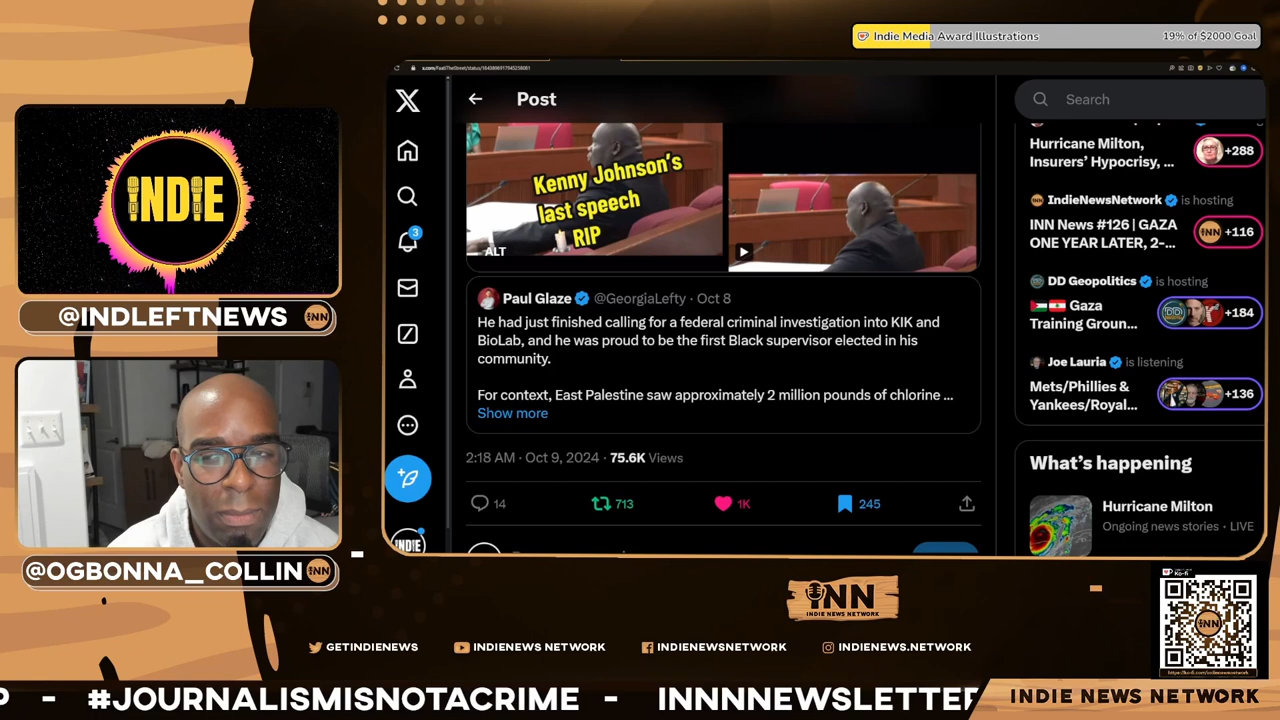 Indie Media Award Illustrations
19% of $2000 Goal
INDIE
@INDLEFTNEWS
INN
@OGBONNA_COLLIN
INN
Post
Search
Kenny Johnson's
last speech
RIP
ALT
Paul Glaze @GeorgiaLefty · Oct 8
He had just finished calling for a federal criminal investigation into KIK and
BioLab, and he was proud to be the first Black supervisor elected in his
community.
For context, East Palestine saw approximately 2 million pounds of chlorine ...
Show more
2:18 AM · Oct 9, 2024 · 75.6K Views
14
713
1K
245
3
INDIE
Hurricane Milton,
Insurers' Hypocrisy, ...
+288
IndieNewsNetwork is hosting
INN News #126 | GAZA
ONE YEAR LATER, 2-...
+116
DD Geopolitics is hosting
🇵🇸🇱🇧 Gaza
Training Groun...
+184
Joe Lauria is listening
Mets/Phillies &
Yankees/Royal...
+136
What's happening
Hurricane Milton
Ongoing news stories · LIVE
INN
INDIE NEWS NETWORK
GETINDIENEWS
INDIENEWS NETWORK
INDIENEWSNETWORK
INDIENEWS.NETWORK
Ko-fi
INN
P - #JOURNALISMISNOTACRIME - INNNNEWSLETTER
INDIE NEWS NETWORK